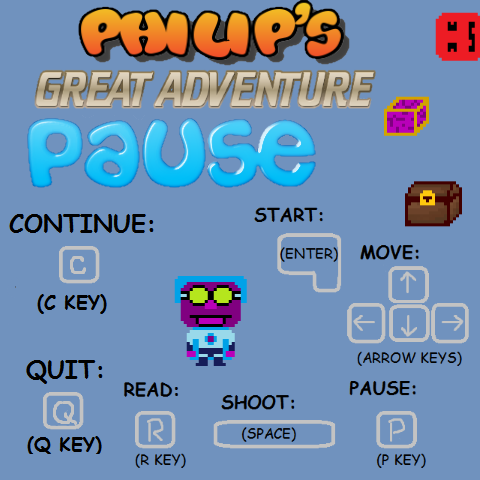 PHILIP'S
GREAT ADVENTURE
Pause
CONTINUE:
C
(C KEY)
START:
(ENTER)
MOVE:
↑
← ↓ →
(ARROW KEYS)
QUIT:
Q
(Q KEY)
READ:
R
(R KEY)
SHOOT:
(SPACE)
PAUSE:
P
(P KEY)